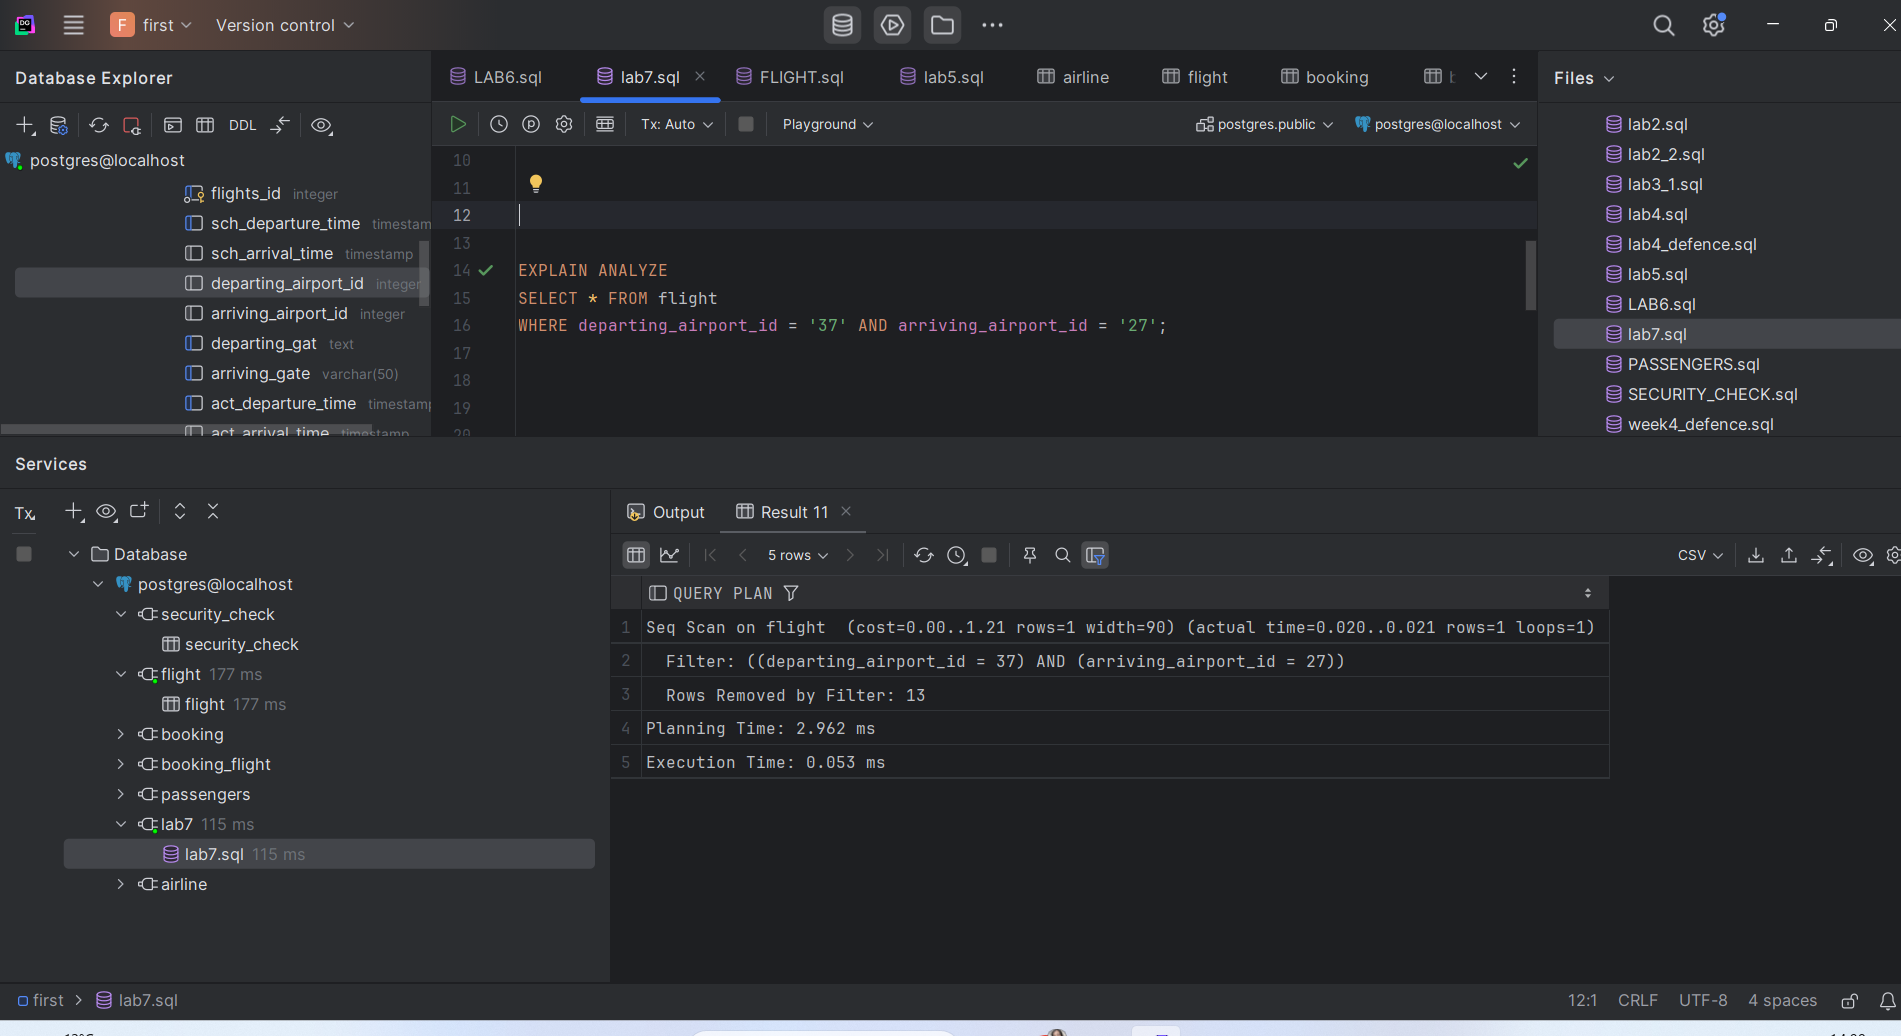 F first Version control
Database Explorer
DDL
postgres@localhost
flights_id integer
sch_departure_time timestam
sch_arrival_time timestamp
departing_airport_id integer
arriving_airport_id integer
departing_gat text
arriving_gate varchar(50)
act_departure_time timestamp
act_arrival_time timestamp
LAB6.sql lab7.sql FLIGHT.sql lab5.sql airline flight booking
Tx: Auto Playground postgres.public postgres@localhost
10
11
12
13
14 EXPLAIN ANALYZE
15 SELECT * FROM flight
16 WHERE departing_airport_id = '37' AND arriving_airport_id = '27';
17
18
19
20
Files
lab2.sql
lab2_2.sql
lab3_1.sql
lab4.sql
lab4_defence.sql
lab5.sql
LAB6.sql
lab7.sql
PASSENGERS.sql
SECURITY_CHECK.sql
week4_defence.sql
Services
Tx
Database
postgres@localhost
security_check
security_check
flight 177 ms
flight 177 ms
booking
booking_flight
passengers
lab7 115 ms
lab7.sql 115 ms
airline
Output Result 11
5 rows CSV
QUERY PLAN
1 Seq Scan on flight (cost=0.00..1.21 rows=1 width=90) (actual time=0.020..0.021 rows=1 loops=1)
2 Filter: ((departing_airport_id = 37) AND (arriving_airport_id = 27))
3 Rows Removed by Filter: 13
4 Planning Time: 2.962 ms
5 Execution Time: 0.053 ms
first > lab7.sql 12:1 CRLF UTF-8 4 spaces